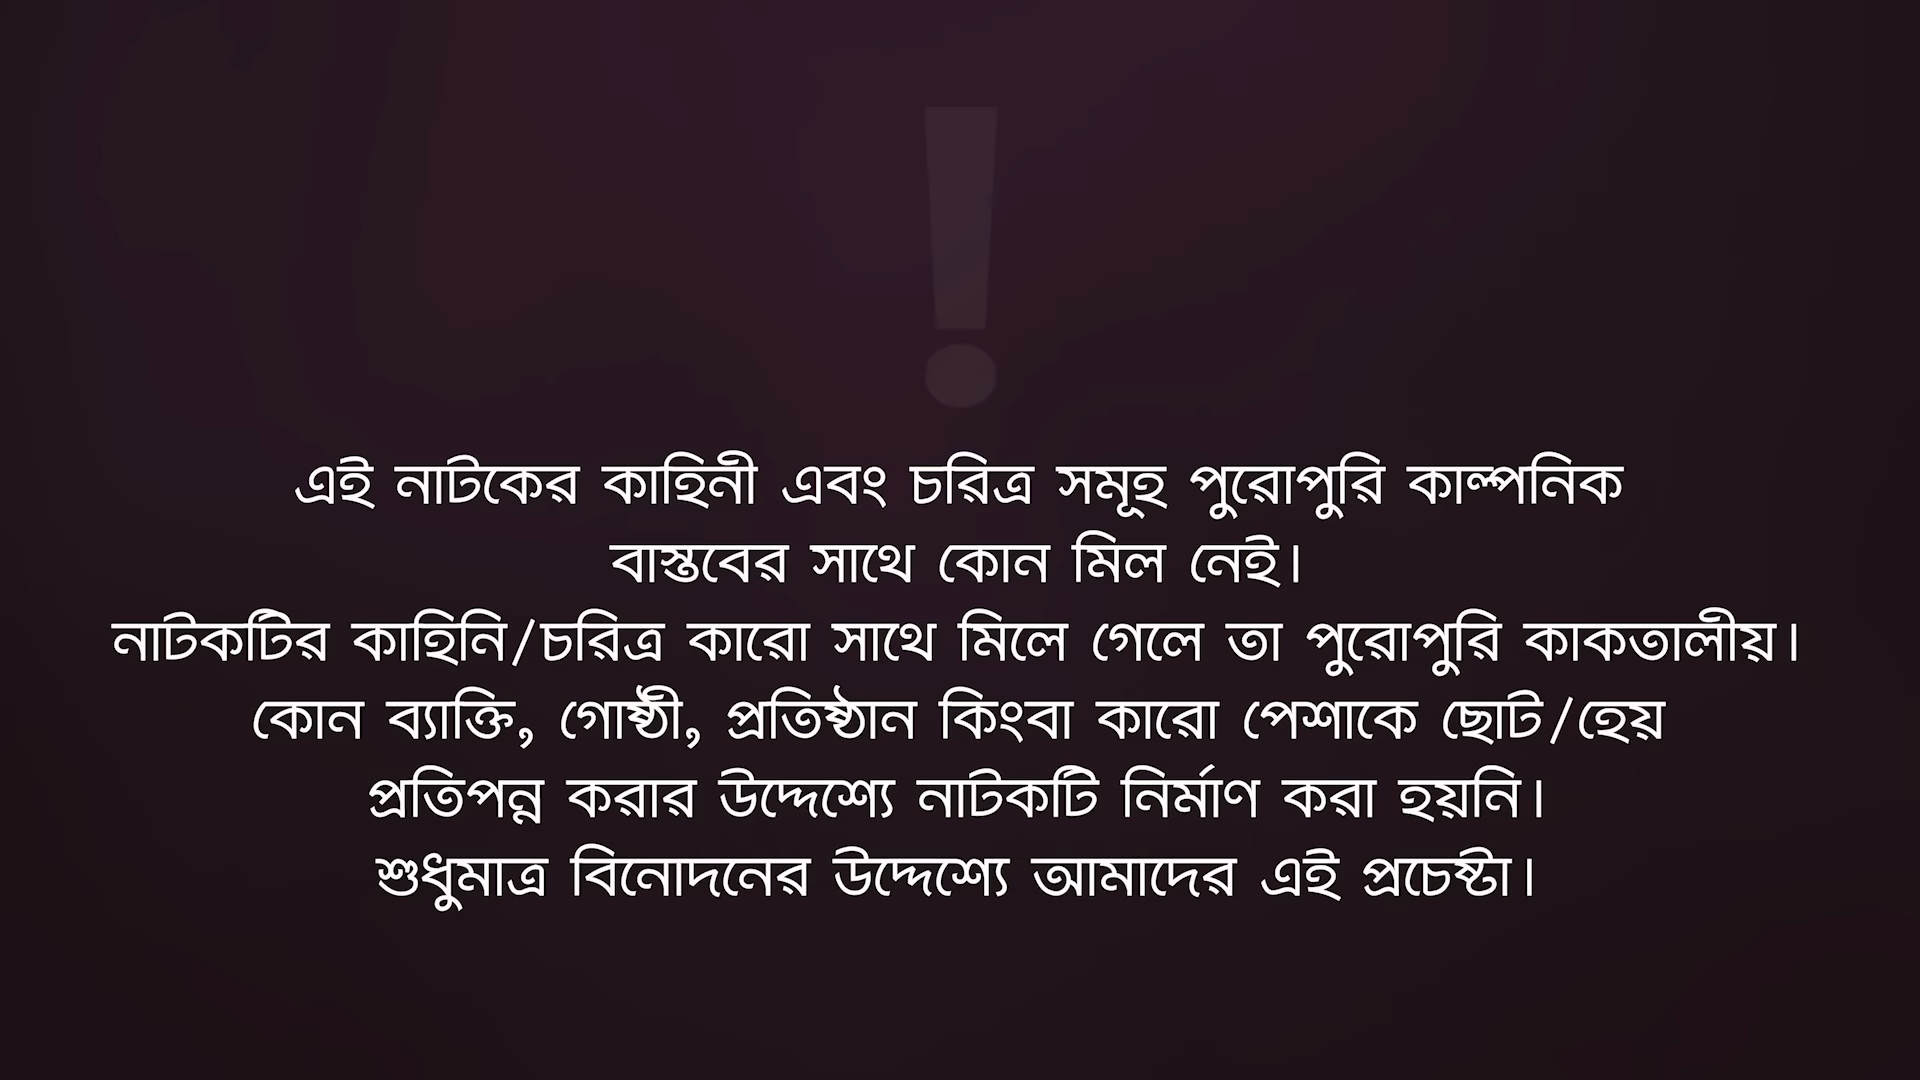 এই নাটকের কাহিনী এবং চরিত্র সমূহ পুরোপুরি কাল্পনিক
বাস্তবের সাথে কোন মিল নেই।
নাটকটির কাহিনি/চরিত্র কারো সাথে মিলে গেলে তা পুরোপুরি কাকতালীয়।
কোন ব্যাক্তি, গোষ্ঠী, প্রতিষ্ঠান কিংবা কারো পেশাকে ছোট/হেয়
প্রতিপন্ন করার উদ্দেশ্যে নাটকটি নির্মাণ করা হয়নি।
শুধুমাত্র বিনোদনের উদ্দেশ্যে আমাদের এই প্রচেষ্টা।